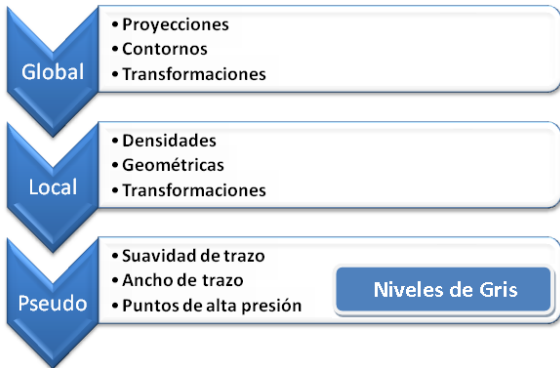 Global
• Proyecciones
• Contornos
• Transformaciones
Local
• Densidades
• Geométricas
• Transformaciones
Pseudo
• Suavidad de trazo
• Ancho de trazo
• Puntos de alta presión
Niveles de Gris